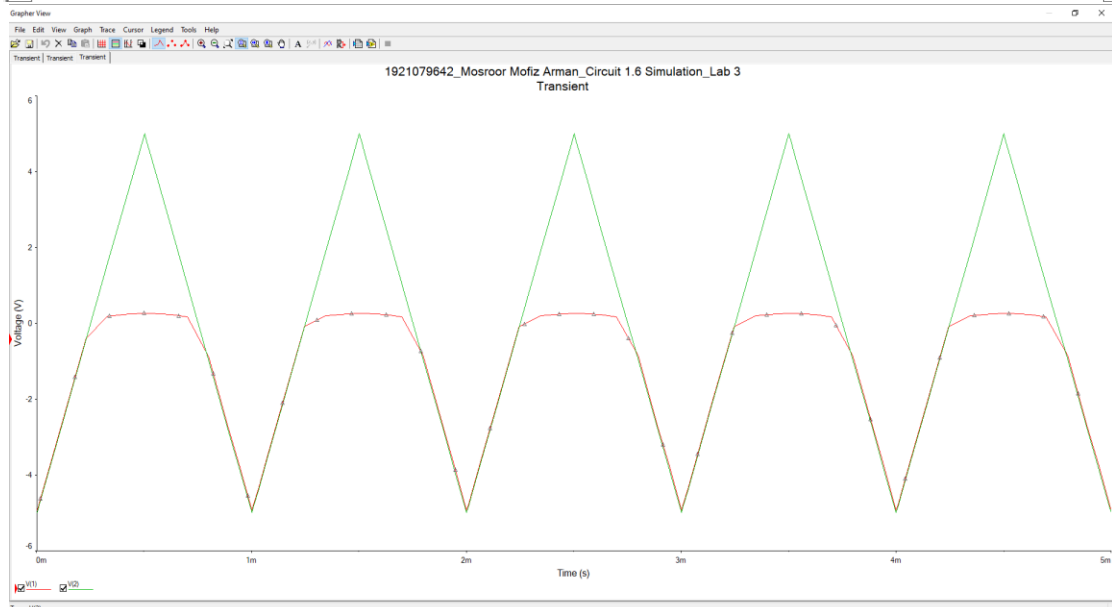 Grapher View
File Edit View Graph Trace Cursor Legend Tools Help
Transient Transient Transient
1921079642_Mosroor Mofiz Arman_Circuit 1.6 Simulation_Lab 3
Transient
6
4
2
0
-2
-4
-6
Voltage (V)
0m 1m 2m 3m 4m 5m
Time (s)
V(1) V(2)